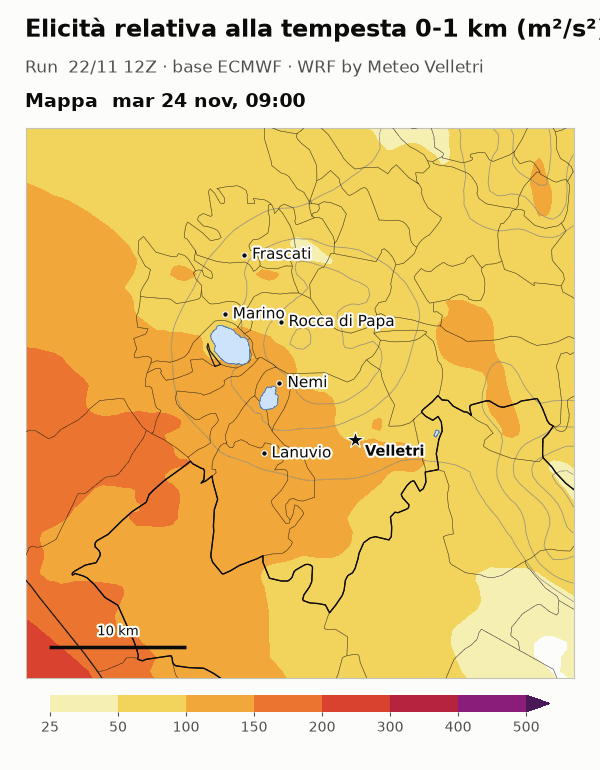 Elicità relativa alla tempesta 0-1 km (m²/s²)
Run 22/11 12Z · base ECMWF · WRF by Meteo Velletri
Mappa mar 24 nov, 09:00
Frascati
Marino
Rocca di Papa
Nemi
Velletri
Lanuvio
10 km
25 50 100 150 200 300 400 500